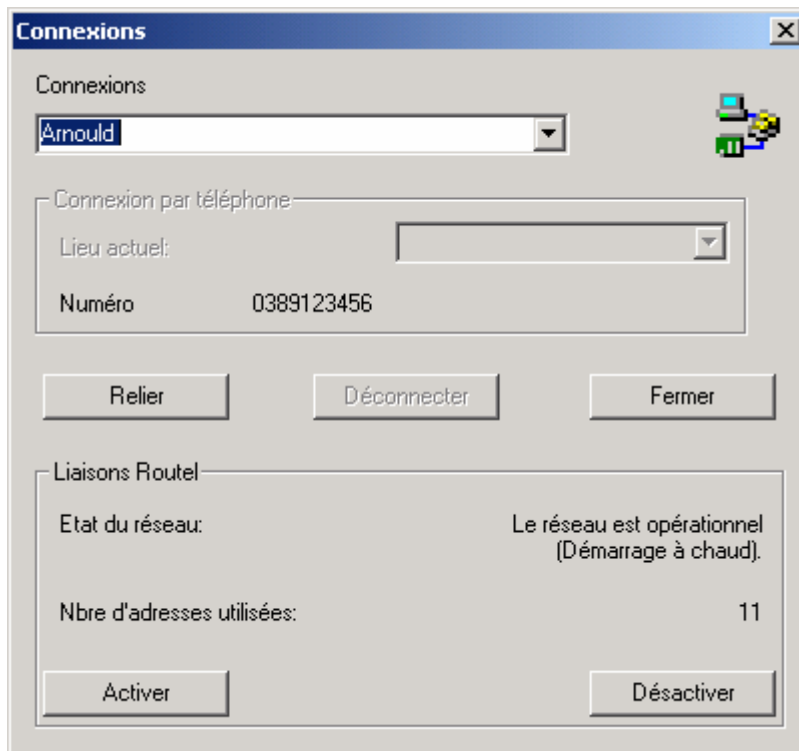 Connexions
Connexions
Arnould
Connexion par téléphone
Lieu actuel:
Numéro 0389123456
Relier Déconnecter Fermer
Liaisons Routel
Etat du réseau: Le réseau est opérationnel
(Démarrage à chaud).
Nbre d'adresses utilisées: 11
Activer Désactiver